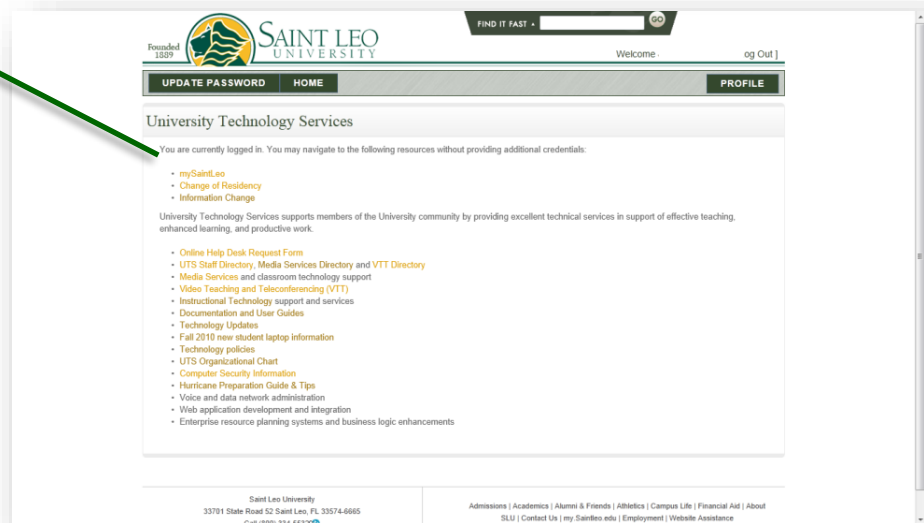 FIND IT FAST • GO
Founded
1889
SAINT LEO
UNIVERSITY
Welcome
og Out ]
UPDATE PASSWORD HOME PROFILE
University Technology Services
You are currently logged in. You may navigate to the following resources without providing additional credentials:
• mySaintLeo
• Change of Residency
• Information Change
University Technology Services supports members of the University community by providing excellent technical services in support of effective teaching,
enhanced learning, and productive work.
• Online Help Desk Request Form
• UTS Staff Directory, Media Services Directory and VTT Directory
• Media Services and classroom technology support
• Video Teaching and Teleconferencing (VTT)
• Instructional Technology support and services
• Documentation and User Guides
• Technology Updates
• Fall 2010 new student laptop information
• Technology policies
• UTS Organizational Chart
• Computer Security Information
• Hurricane Preparation Guide & Tips
• Voice and data network administration
• Web application development and integration
• Enterprise resource planning systems and business logic enhancements
Saint Leo University
33701 State Road 52 Saint Leo, FL 33574-6665
Admissions | Academics | Alumni & Friends | Athletics | Campus Life | Financial Aid | About
SLU | Contact Us | my.Saintleo.edu | Employment | Website Assistance